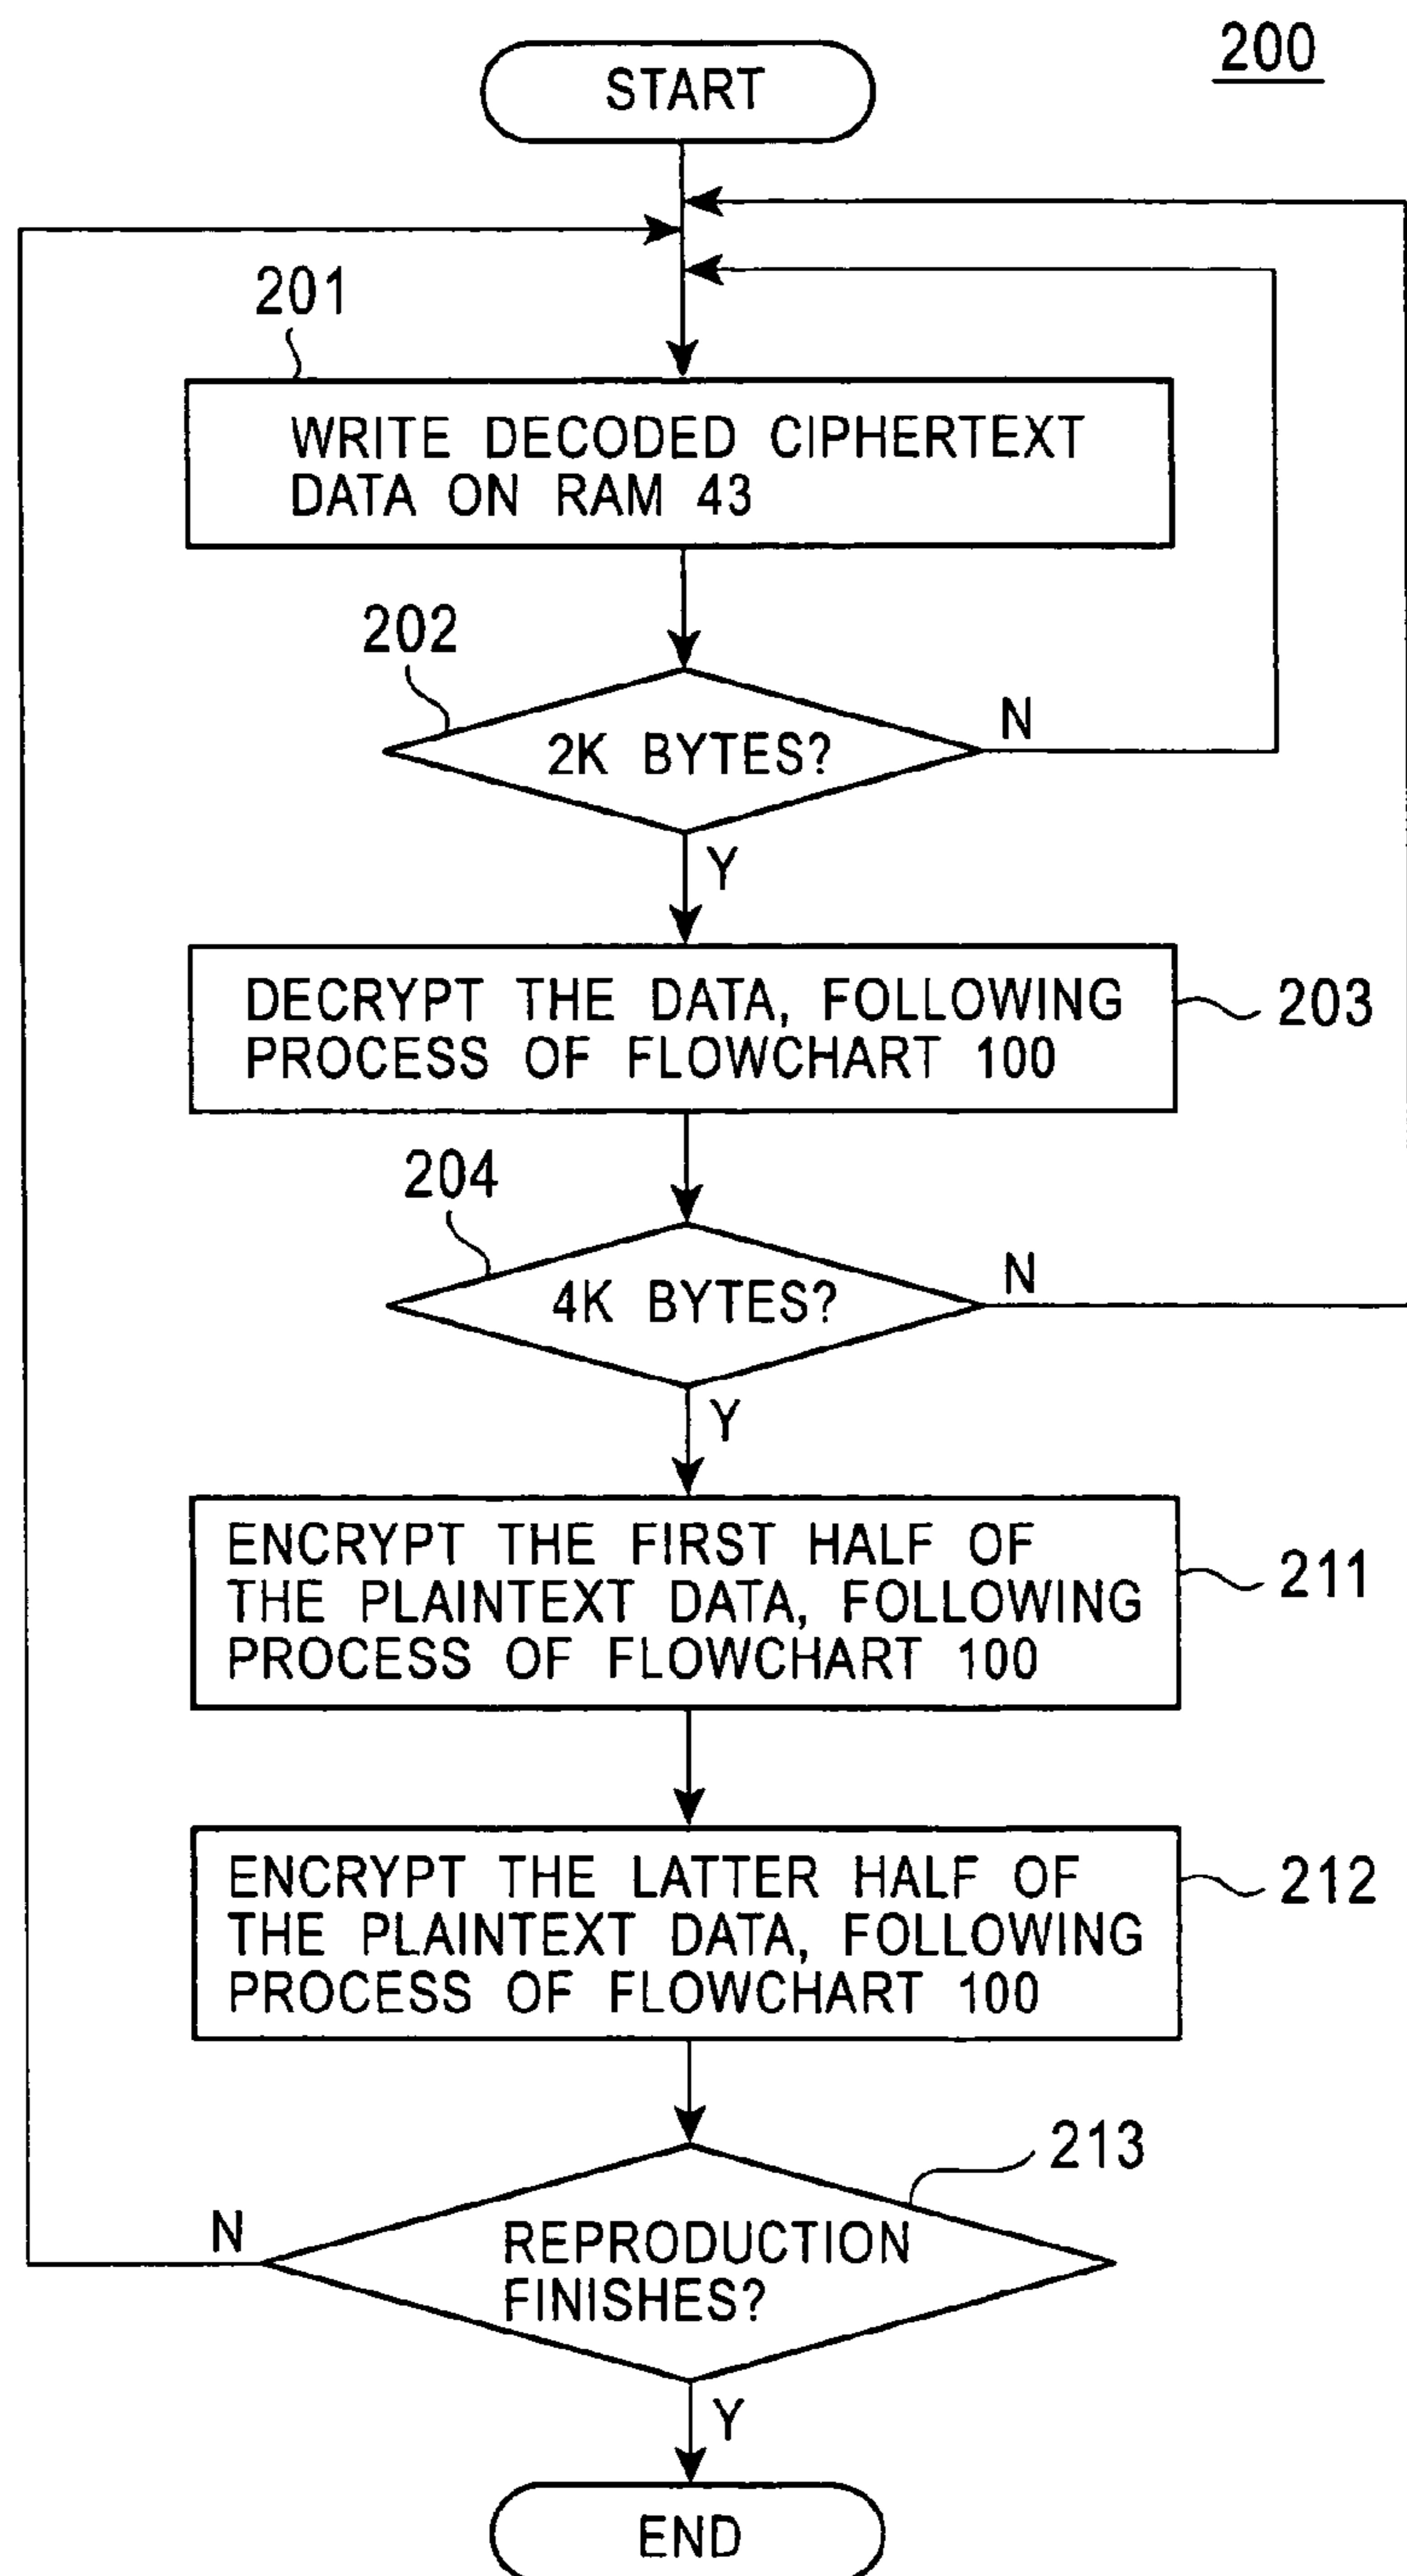 200
START
201
WRITE DECODED CIPHERTEXT
DATA ON RAM 43
202
2K BYTES?
N
Y
DECRYPT THE DATA, FOLLOWING
PROCESS OF FLOWCHART 100
203
204
4K BYTES?
N
Y
ENCRYPT THE FIRST HALF OF
THE PLAINTEXT DATA, FOLLOWING
PROCESS OF FLOWCHART 100
211
ENCRYPT THE LATTER HALF OF
THE PLAINTEXT DATA, FOLLOWING
PROCESS OF FLOWCHART 100
212
213
N
REPRODUCTION
FINISHES?
Y
END